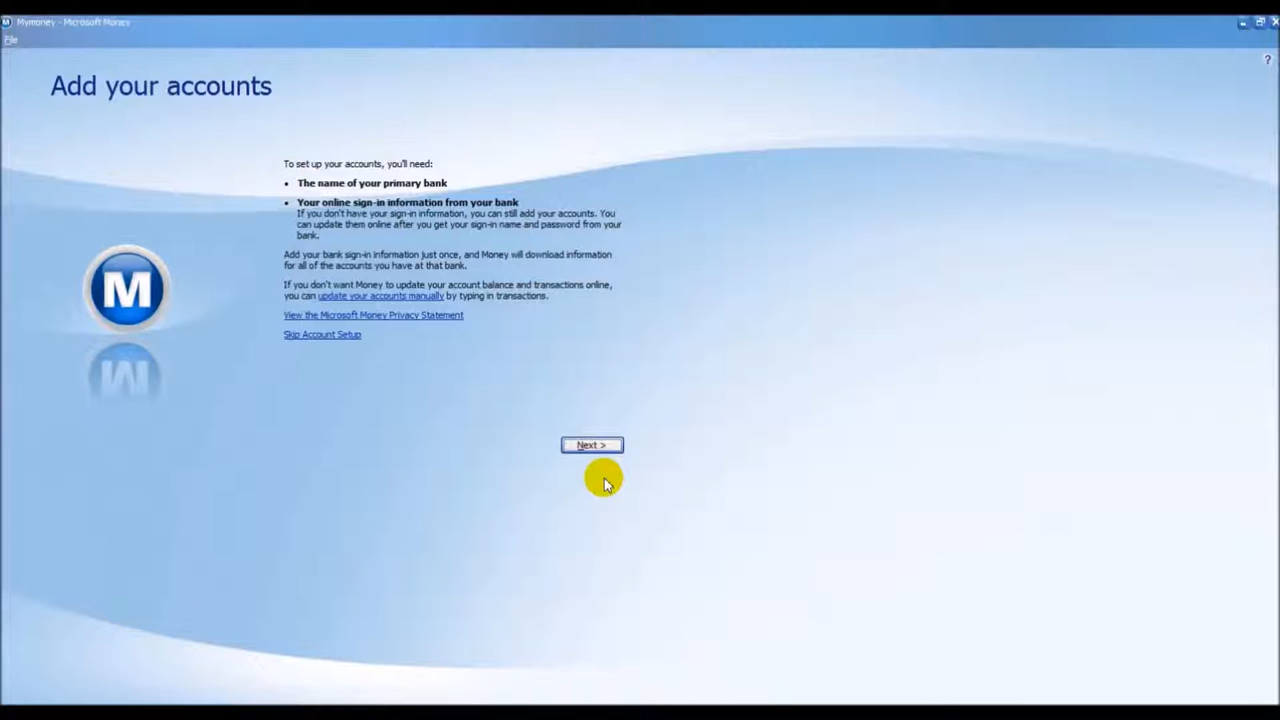 Mymoney - Microsoft Money
File
?
Add your accounts
To set up your accounts, you'll need:
• The name of your primary bank
• Your online sign-in information from your bank
If you don't have your sign-in information, you can still add your accounts. You
can update them online after you get your sign-in name and password from your
bank.
Add your bank sign-in information just once, and Money will download information
for all of the accounts you have at that bank.
If you don't want Money to update your account balance and transactions online,
you can update your accounts manually by typing in transactions.
View the Microsoft Money Privacy Statement
Skip Account Setup
M
Next >